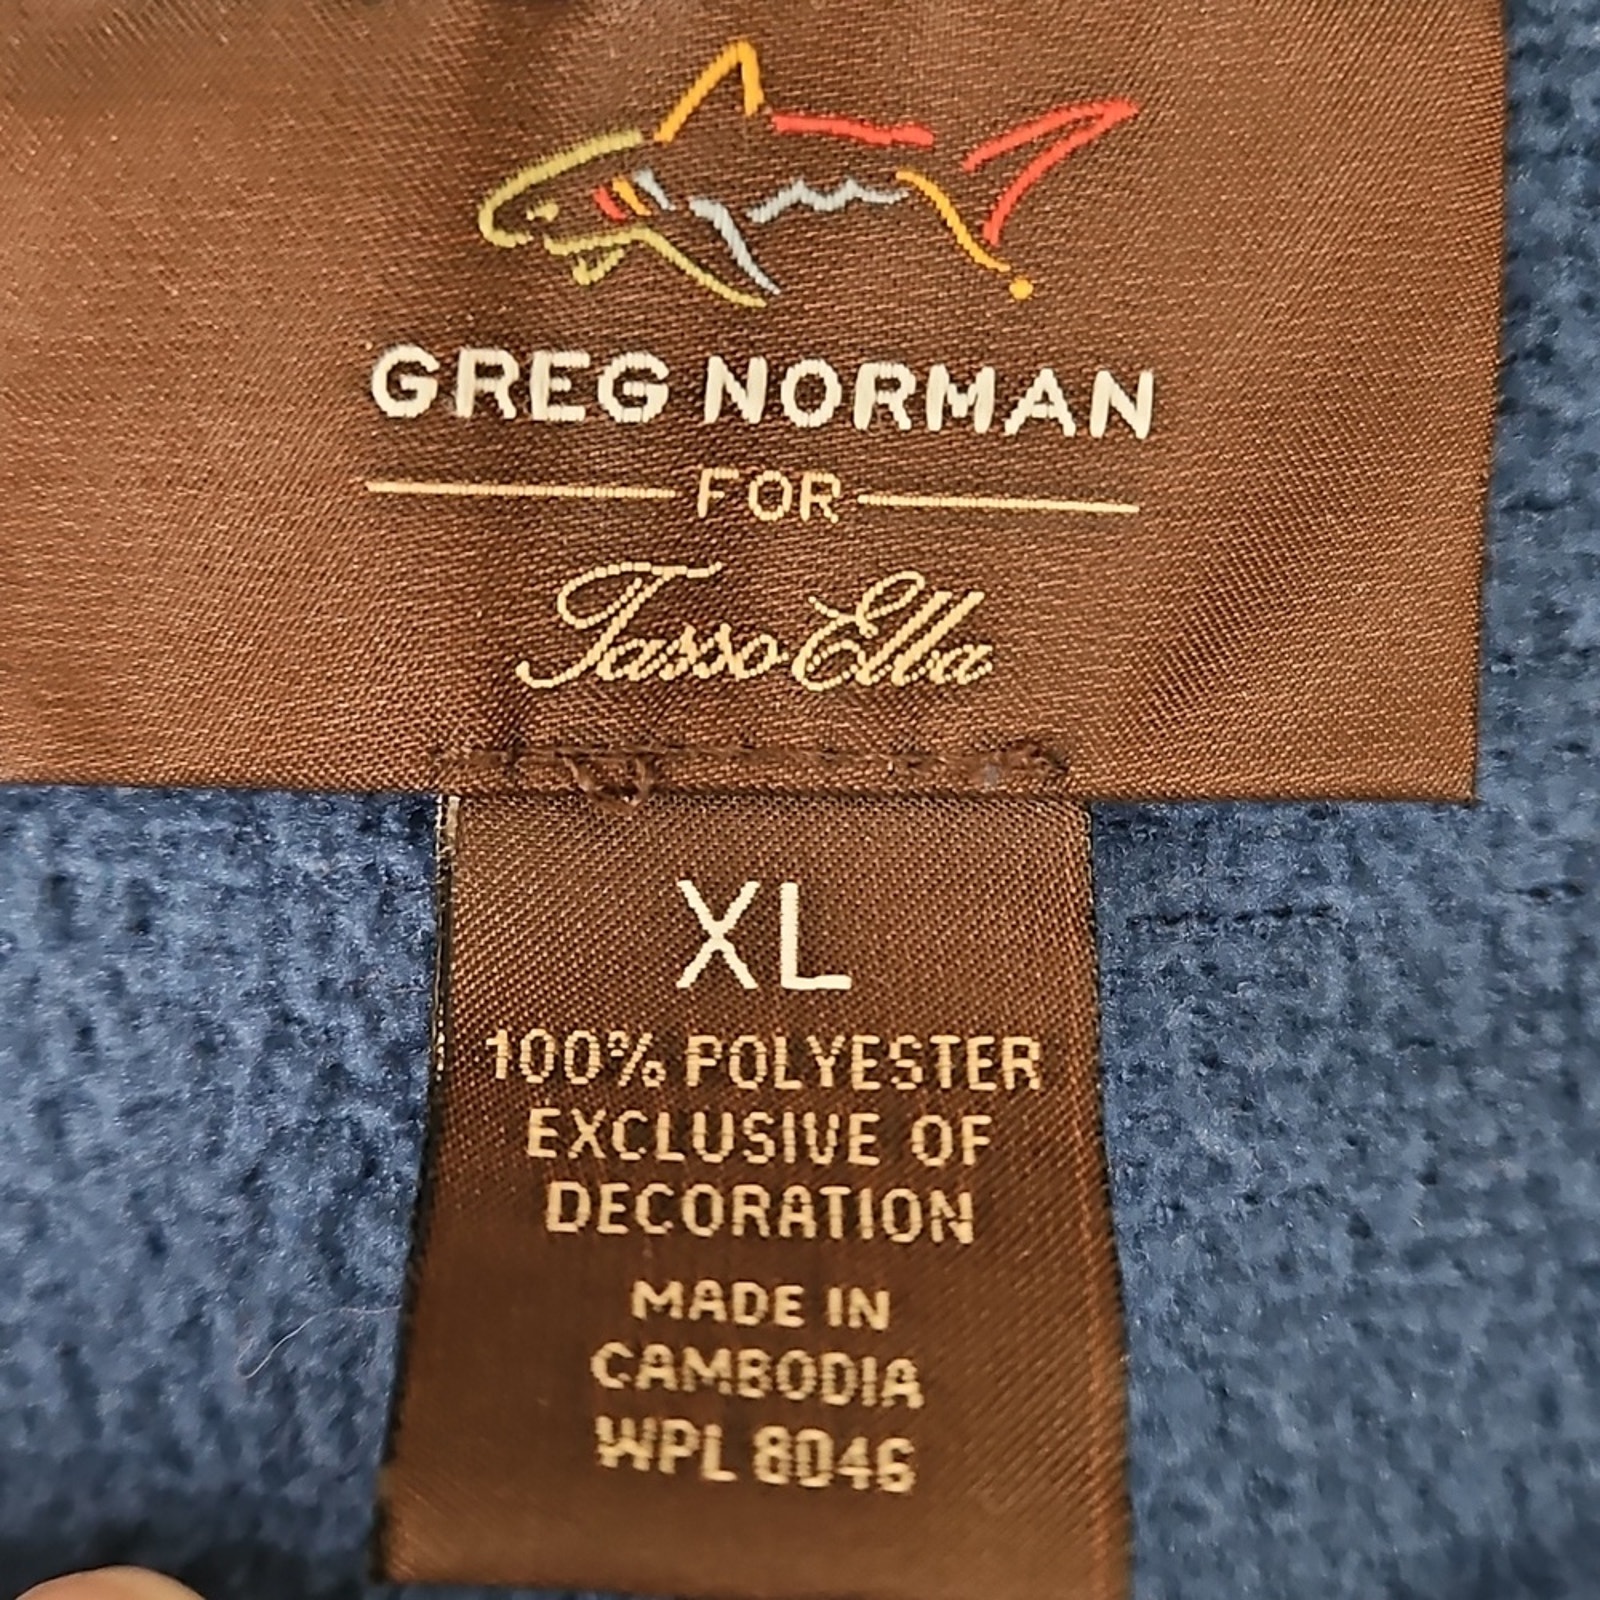 GREG NORMAN
FOR
Tasso Elba
XL
100% POLYESTER
EXCLUSIVE OF
DECORATION
MADE IN
CAMBODIA
WPL 8046